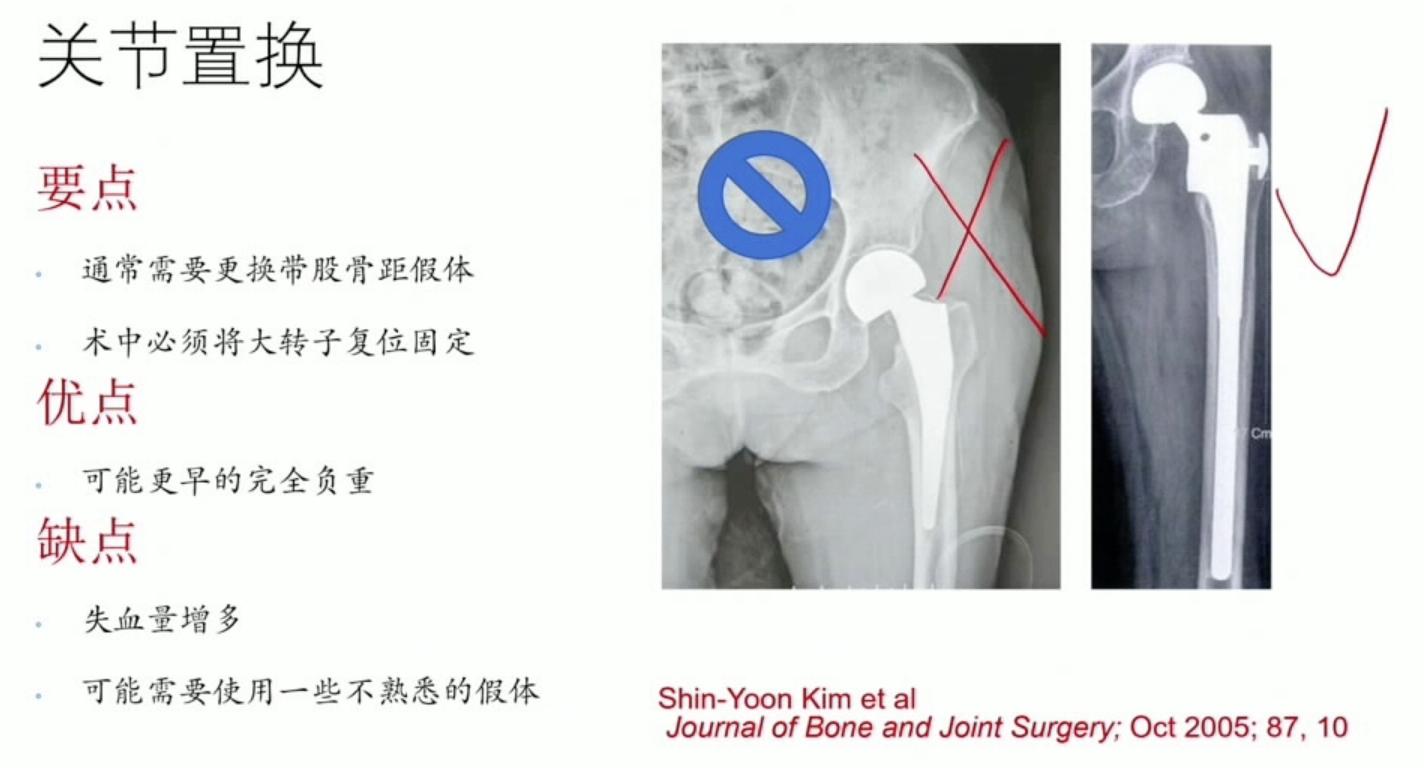 关节置换
要点
通常需要更换带股骨距假体
术中必须将大转子复位固定
优点
可能更早的完全负重
缺点
失血量增多
可能需要使用一些不熟悉的假体
Cm
Shin-Yoon Kim et al
Journal of Bone and Joint Surgery; Oct 2005; 87, 10